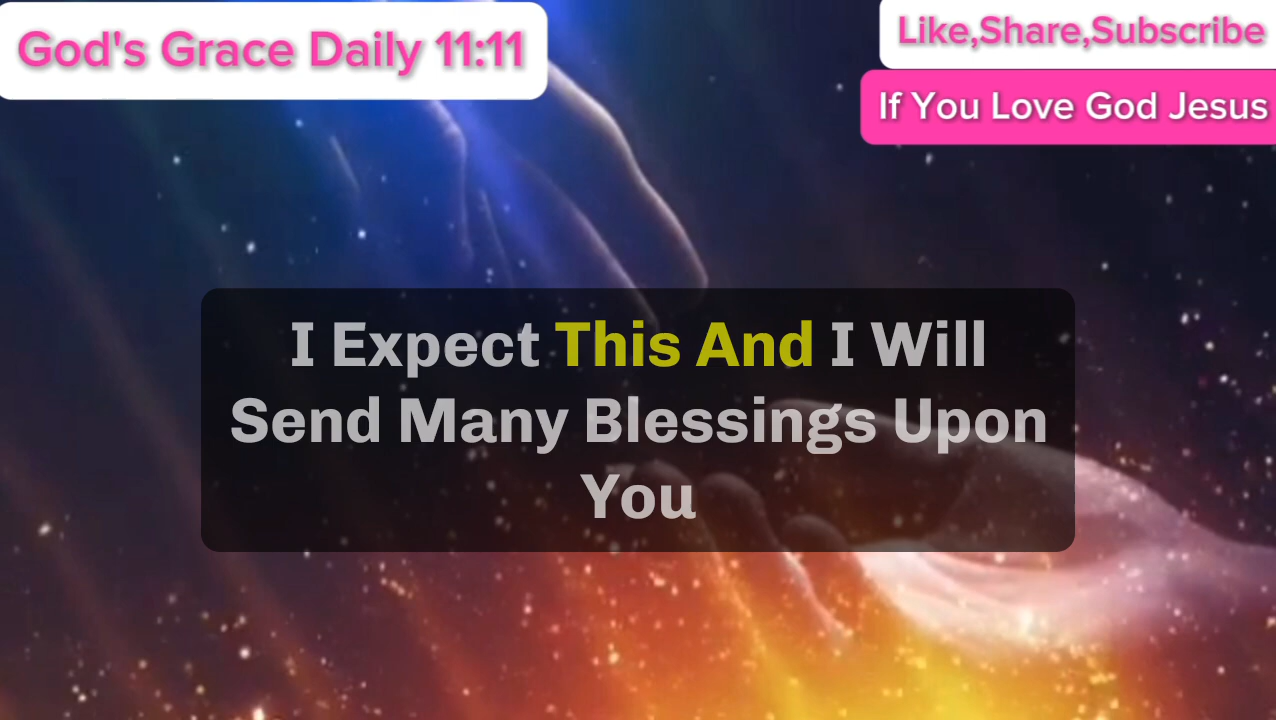 God's Grace Daily 11:11
Like,Share,Subscribe
If You Love God Jesus
I Expect This And I Will
Send Many Blessings Upon
You